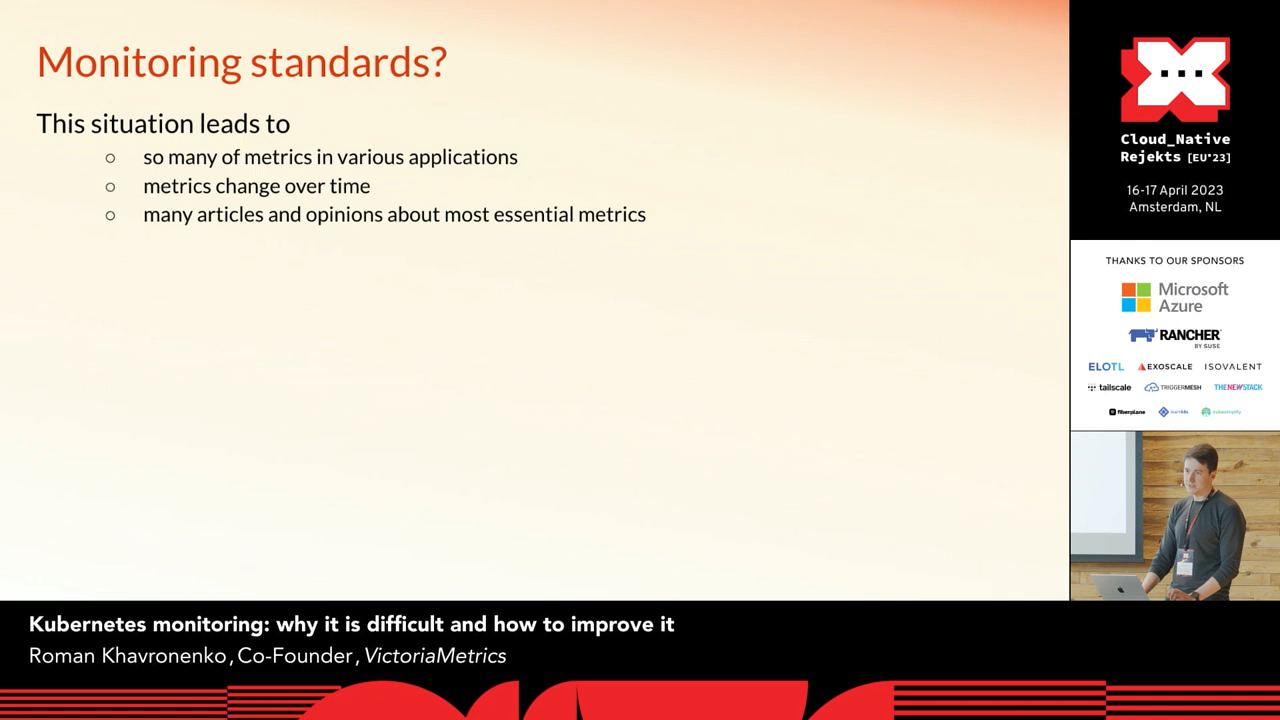 Monitoring standards?
This situation leads to
○ so many of metrics in various applications
○ metrics change over time
○ many articles and opinions about most essential metrics
Cloud_Native
Rejekts [EU'23]
16-17 April 2023
Amsterdam, NL
THANKS TO OUR SPONSORS
Microsoft
Azure
RANCHER
BY SUSE
ELOTL EXOSCALE ISOVALENT
tailscale TRIGGERMESH THENEWSTACK
fiberplane
Kubernetes monitoring: why it is difficult and how to improve it
Roman Khavronenko, Co-Founder, VictoriaMetrics